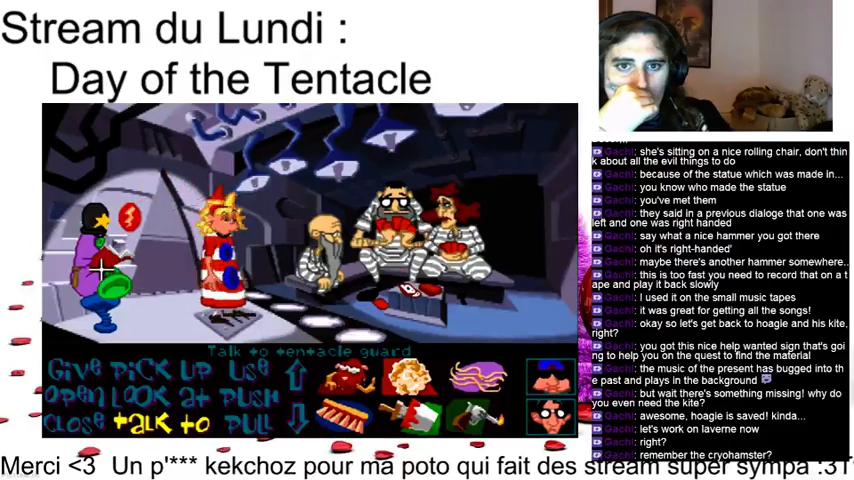 Stream du Lundi :
Day of the Tentacle
Gachi: she's sitting on a nice rolling chair, don't thin
k about all the evil things to do
Gachi: because of the statue which was made in...
Gachi: you know who made the statue
Gachi: you've met them
Gachi: they said in a previous dialoge that one was
left and one was right handed
Gachi: say what a nice hammer you got there
Gachi: oh it's right-handed'
Gachi: maybe there's another hammer somewhere..
Gachi: this is too fast you need to record that on a t
ape and play it back slowly
Gachi: I used it on the small music tapes
Gachi: it was great for getting all the songs!
Gachi: okay so let's get back to hoagie and his kite,
right?
Gachi: you got this nice help wanted sign that's goi
ng to help you on the quest to find the material
Gachi: the music of the present has bugged into th
e past and plays in the background
Gachi: but wait there's something missing! why do
you even need the kite?
Gachi: awesome, hoagie is saved! kinda...
Gachi: let's work on laverne now
Gachi: right?
Gachi: remember the cryohamster?
Talk to tentacle guard
Give Pick up Use
Open Look at Push
Close Talk to Pull
Merci <3 Un p'*** kekchoz pour ma poto qui fait des stream super sympa :3